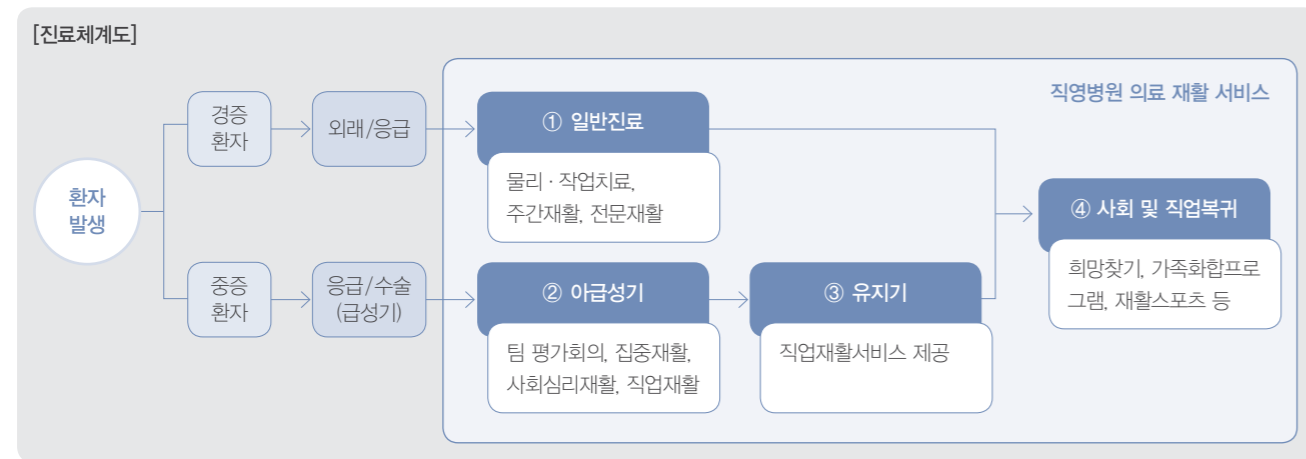 [진료체계도]
직영병원 의료 재활 서비스
환자
발생
경증
환자
외래/응급
① 일반진료
물리·작업치료,
주간재활, 전문재활
중증
환자
응급/수술
(급성기)
② 아급성기
팀 평가회의, 집중재활,
사회심리재활, 직업재활
③ 유지기
직업재활서비스 제공
④ 사회 및 직업복귀
희망찾기, 가족화합프로
그램, 재활스포츠 등